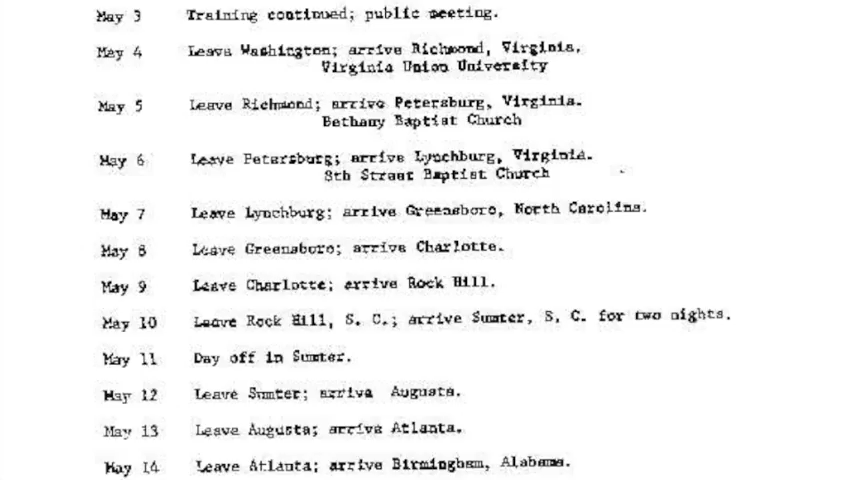 May 3 Training continued; public meeting.
May 4 Leave Washington; arrive Richmond, Virginia.
Virginia Union University
May 5 Leave Richmond; arrive Petersburg, Virginia.
Bethany Baptist Church
May 6 Leave Petersburg; arrive Lynchburg, Virginia.
8th Street Baptist Church
May 7 Leave Lynchburg; arrive Greensboro, North Carolina.
May 8 Leave Greensboro; arrive Charlotte.
May 9 Leave Charlotte; arrive Rock Hill.
May 10 Leave Rock Hill, S. C.; arrive Sumter, S. C. for two nights.
May 11 Day off in Sumter.
May 12 Leave Sumter; arrive Augusta.
May 13 Leave Augusta; arrive Atlanta.
May 14 Leave Atlanta; arrive Birmingham, Alabama.